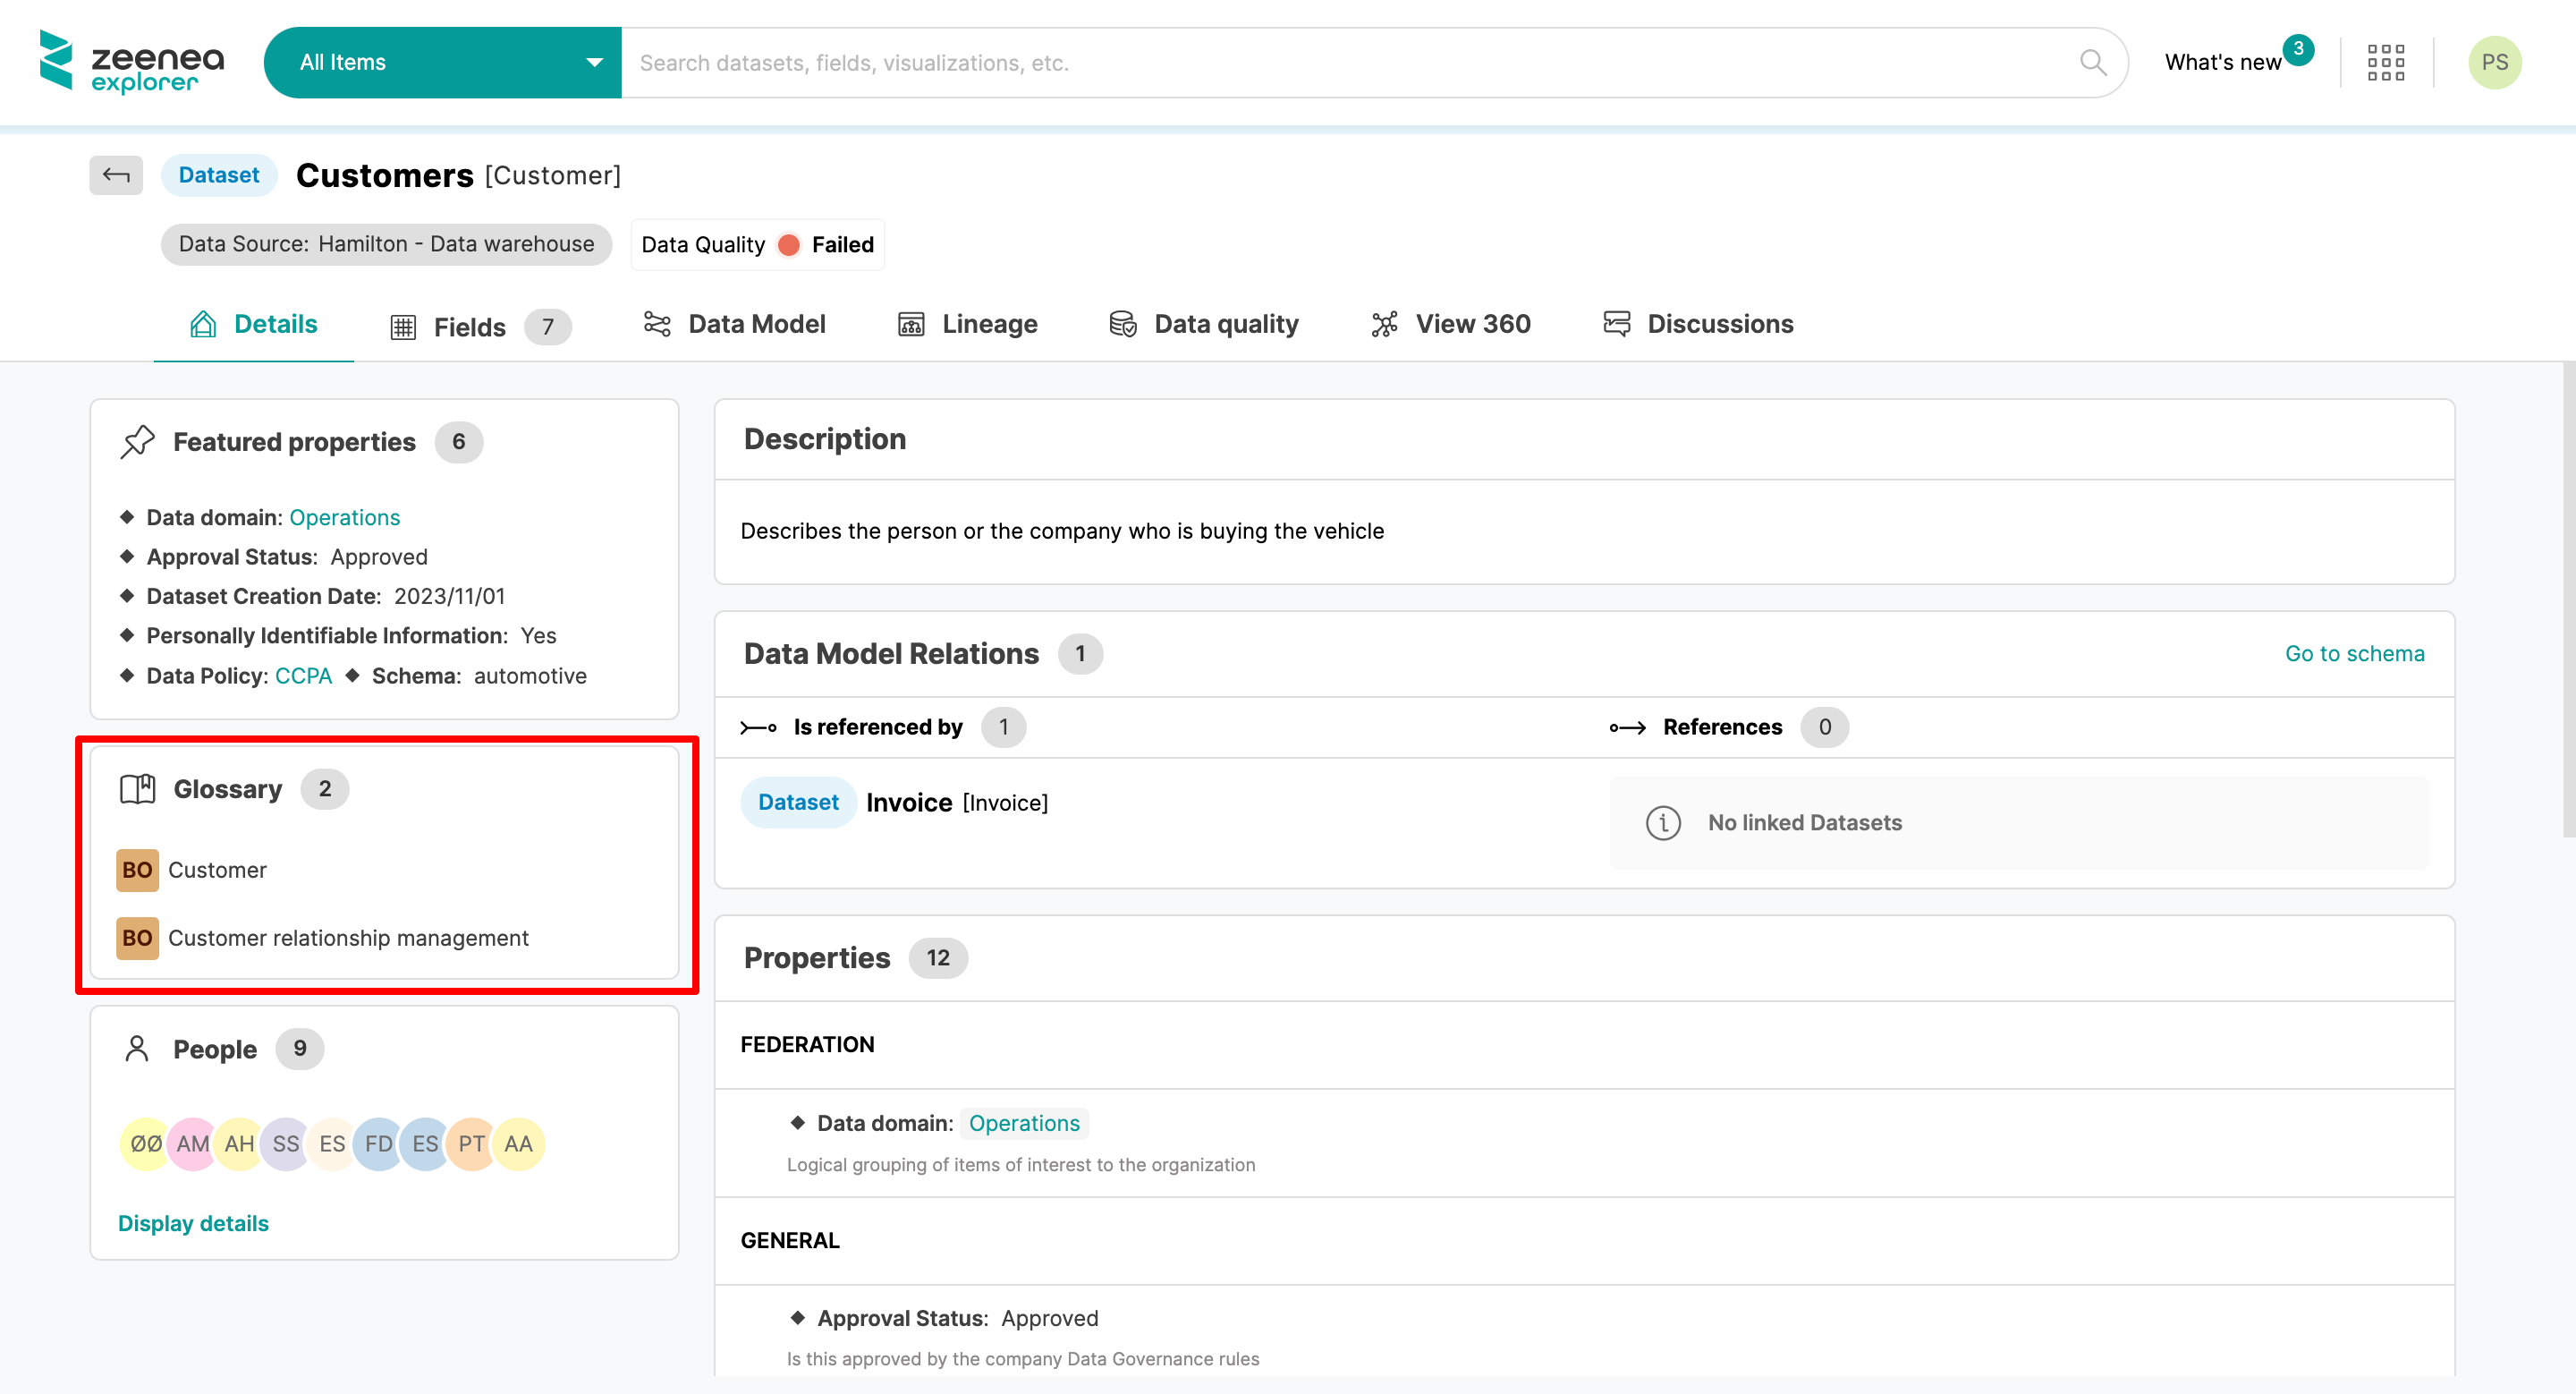 zeenea
explorer
All Items
Search datasets, fields, visualizations, etc.
What's new 3
PS
Dataset Customers [Customer]
Data Source: Hamilton - Data warehouse
Data Quality Failed
Details
Fields 7
Data Model
Lineage
Data quality
View 360
Discussions
Featured properties 6
Data domain: Operations
Approval Status: Approved
Dataset Creation Date: 2023/11/01
Personally Identifiable Information: Yes
Data Policy: CCPA ◆ Schema: automotive
Glossary 2
BO Customer
BO Customer relationship management
People 9
ØØ AM AH SS ES FD ES PT AA
Display details
Description
Describes the person or the company who is buying the vehicle
Data Model Relations 1
Go to schema
Is referenced by 1
References 0
Dataset Invoice [Invoice]
No linked Datasets
Properties 12
FEDERATION
Data domain: Operations
Logical grouping of items of interest to the organization
GENERAL
Approval Status: Approved
Is this approved by the company Data Governance rules